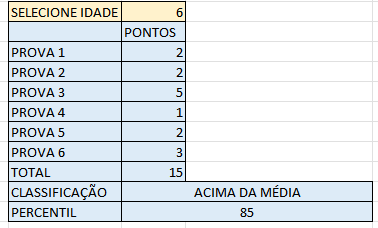 SELECIONE IDADE 6
PONTOS
PROVA 1 2
PROVA 2 2
PROVA 3 5
PROVA 4 1
PROVA 5 2
PROVA 6 3
TOTAL 15
CLASSIFICAÇÃO ACIMA DA MÉDIA
PERCENTIL 85